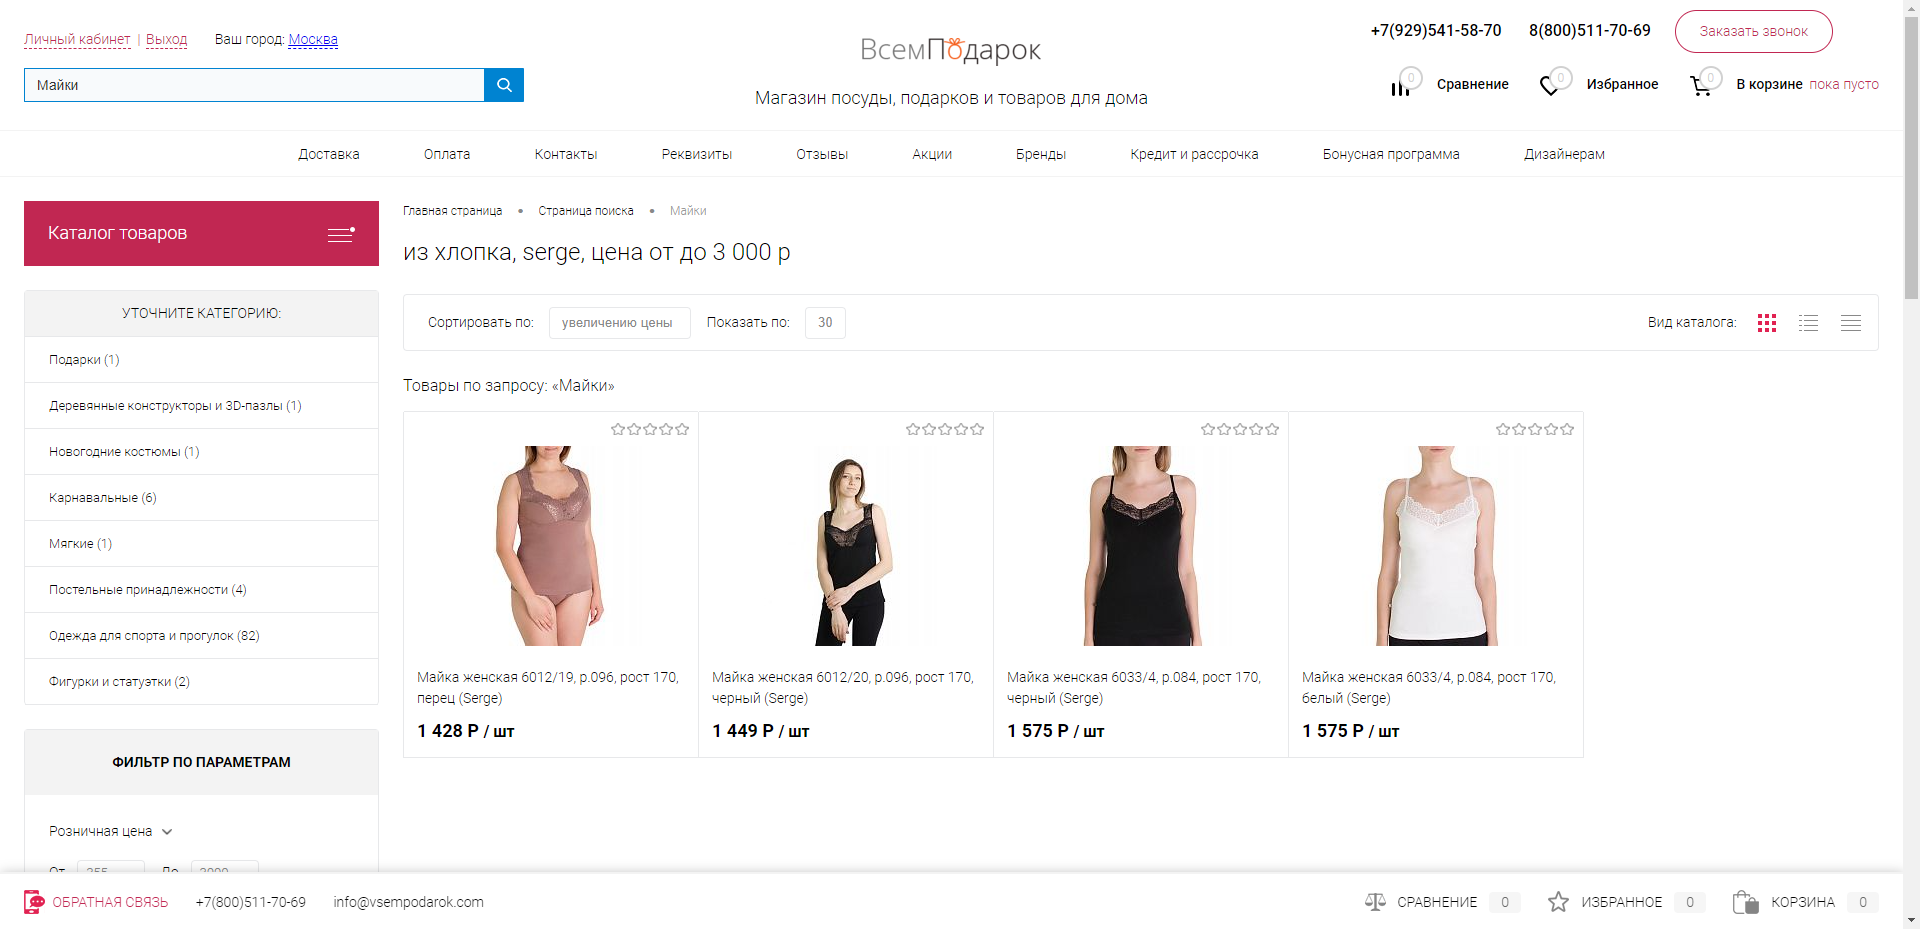 Личный кабинет | Выход Ваш город: Москва
Майки
ВсемПодарок
Магазин посуды, подарков и товаров для дома
+7(929)541-58-70 8(800)511-70-69 Заказать звонок
0 Сравнение 0 Избранное 0 В корзине пока пусто
Доставка Оплата Контакты Реквизиты Отзывы Акции Бренды Кредит и рассрочка Бонусная программа Дизайнерам
Каталог товаров
УТОЧНИТЕ КАТЕГОРИЮ:
Подарки (1)
Деревянные конструкторы и 3D-пазлы (1)
Новогодние костюмы (1)
Карнавальные (6)
Мягкие (1)
Постельные принадлежности (4)
Одежда для спорта и прогулок (82)
Фигурки и статуэтки (2)
ФИЛЬТР ПО ПАРАМЕТРАМ
Розничная цена
От 355 До 3000
Главная страница • Страница поиска • Майки
из хлопка, serge, цена от до 3 000 р
Сортировать по: увеличению цены Показать по: 30 Вид каталога:
Товары по запросу: «Майки»
Майка женская 6012/19, р.096, рост 170,
перец (Serge)
1 428 Р / шт
Майка женская 6012/20, р.096, рост 170,
черный (Serge)
1 449 Р / шт
Майка женская 6033/4, р.084, рост 170,
черный (Serge)
1 575 Р / шт
Майка женская 6033/4, р.084, рост 170,
белый (Serge)
1 575 Р / шт
ОБРАТНАЯ СВЯЗЬ +7(800)511-70-69 info@vsempodarok.com СРАВНЕНИЕ 0 ИЗБРАННОЕ 0 КОРЗИНА 0